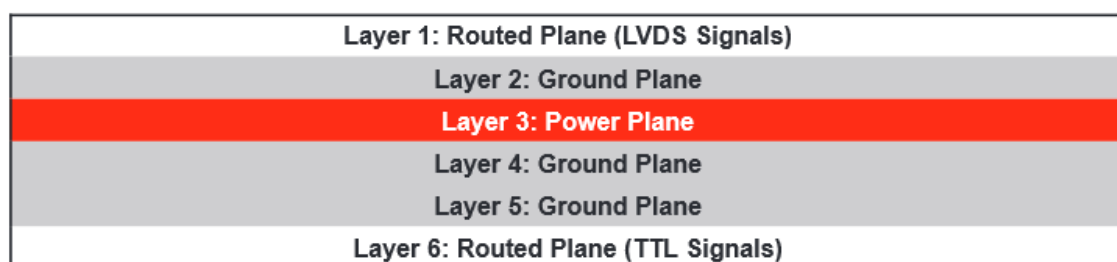 Layer 1: Routed Plane (LVDS Signals)
Layer 2: Ground Plane
Layer 3: Power Plane
Layer 4: Ground Plane
Layer 5: Ground Plane
Layer 6: Routed Plane (TTL Signals)